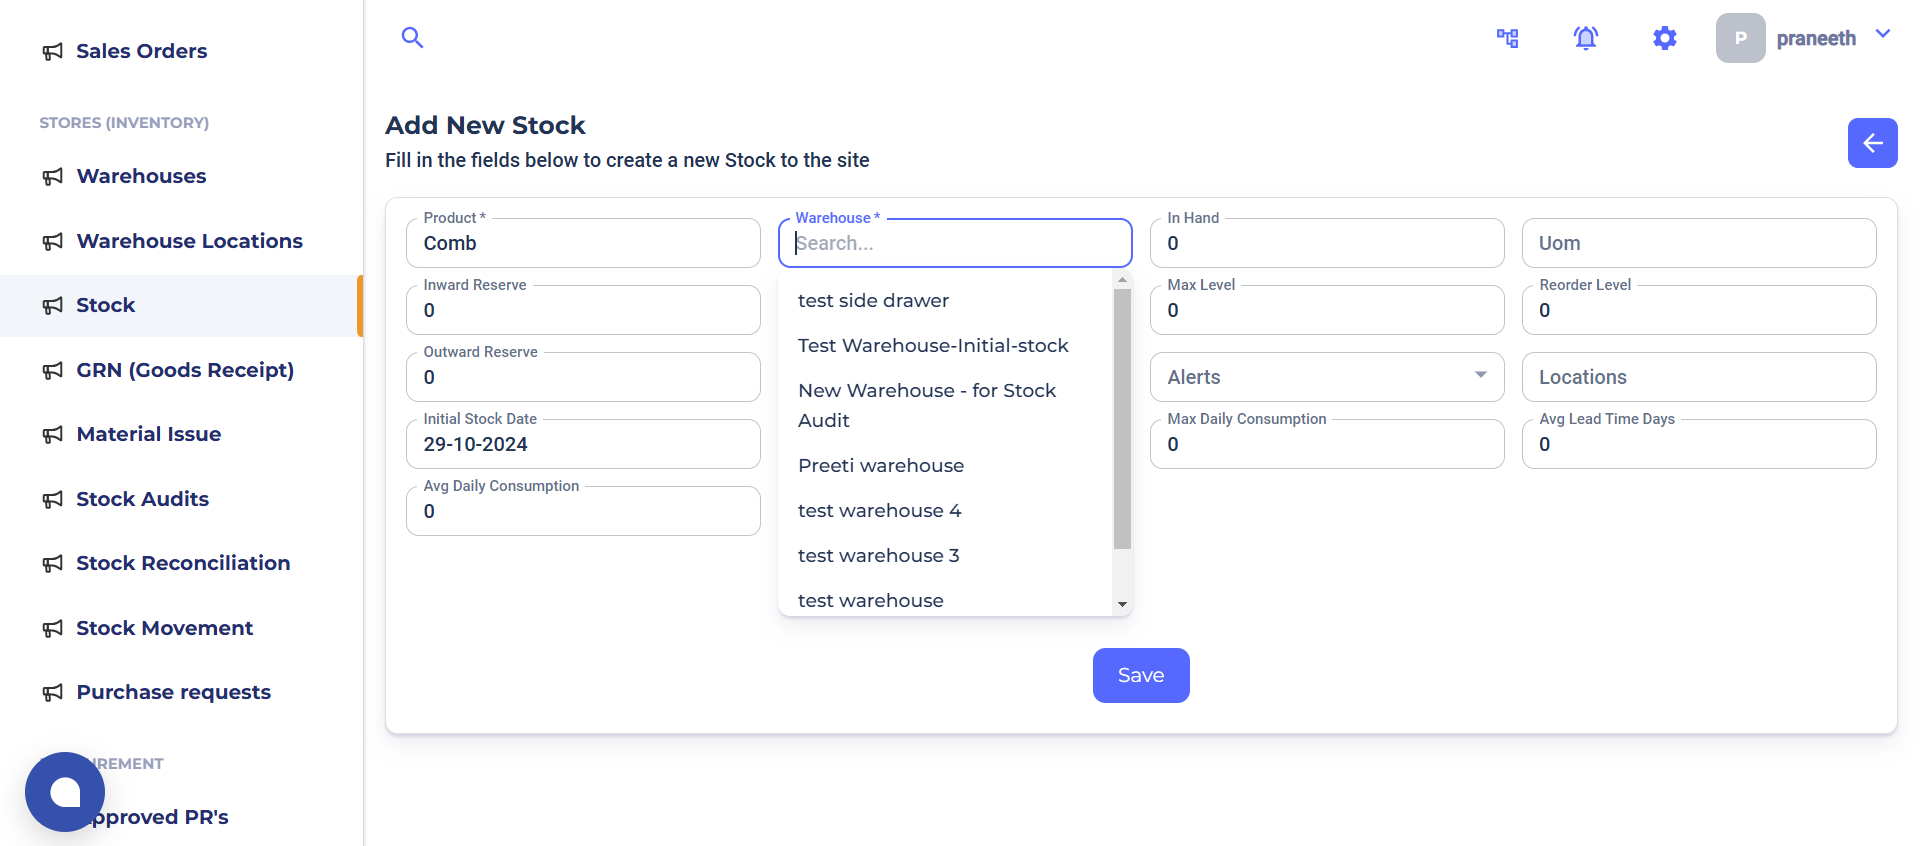 Sales Orders
STORES (INVENTORY)
Warehouses
Warehouse Locations
Stock
GRN (Goods Receipt)
Material Issue
Stock Audits
Stock Reconciliation
Stock Movement
Purchase requests
P
praneeth
Add New Stock
Fill in the fields below to create a new Stock to the site
Product *
Comb
Warehouse *
Search...
In Hand
0
Uom
Inward Reserve
0
Max Level
0
Reorder Level
0
Outward Reserve
0
Alerts
Locations
Initial Stock Date
29-10-2024
Max Daily Consumption
0
Avg Lead Time Days
0
Avg Daily Consumption
0
test side drawer
Test Warehouse-Initial-stock
New Warehouse - for Stock
Audit
Preeti warehouse
test warehouse 4
test warehouse 3
test warehouse
Save
PR's